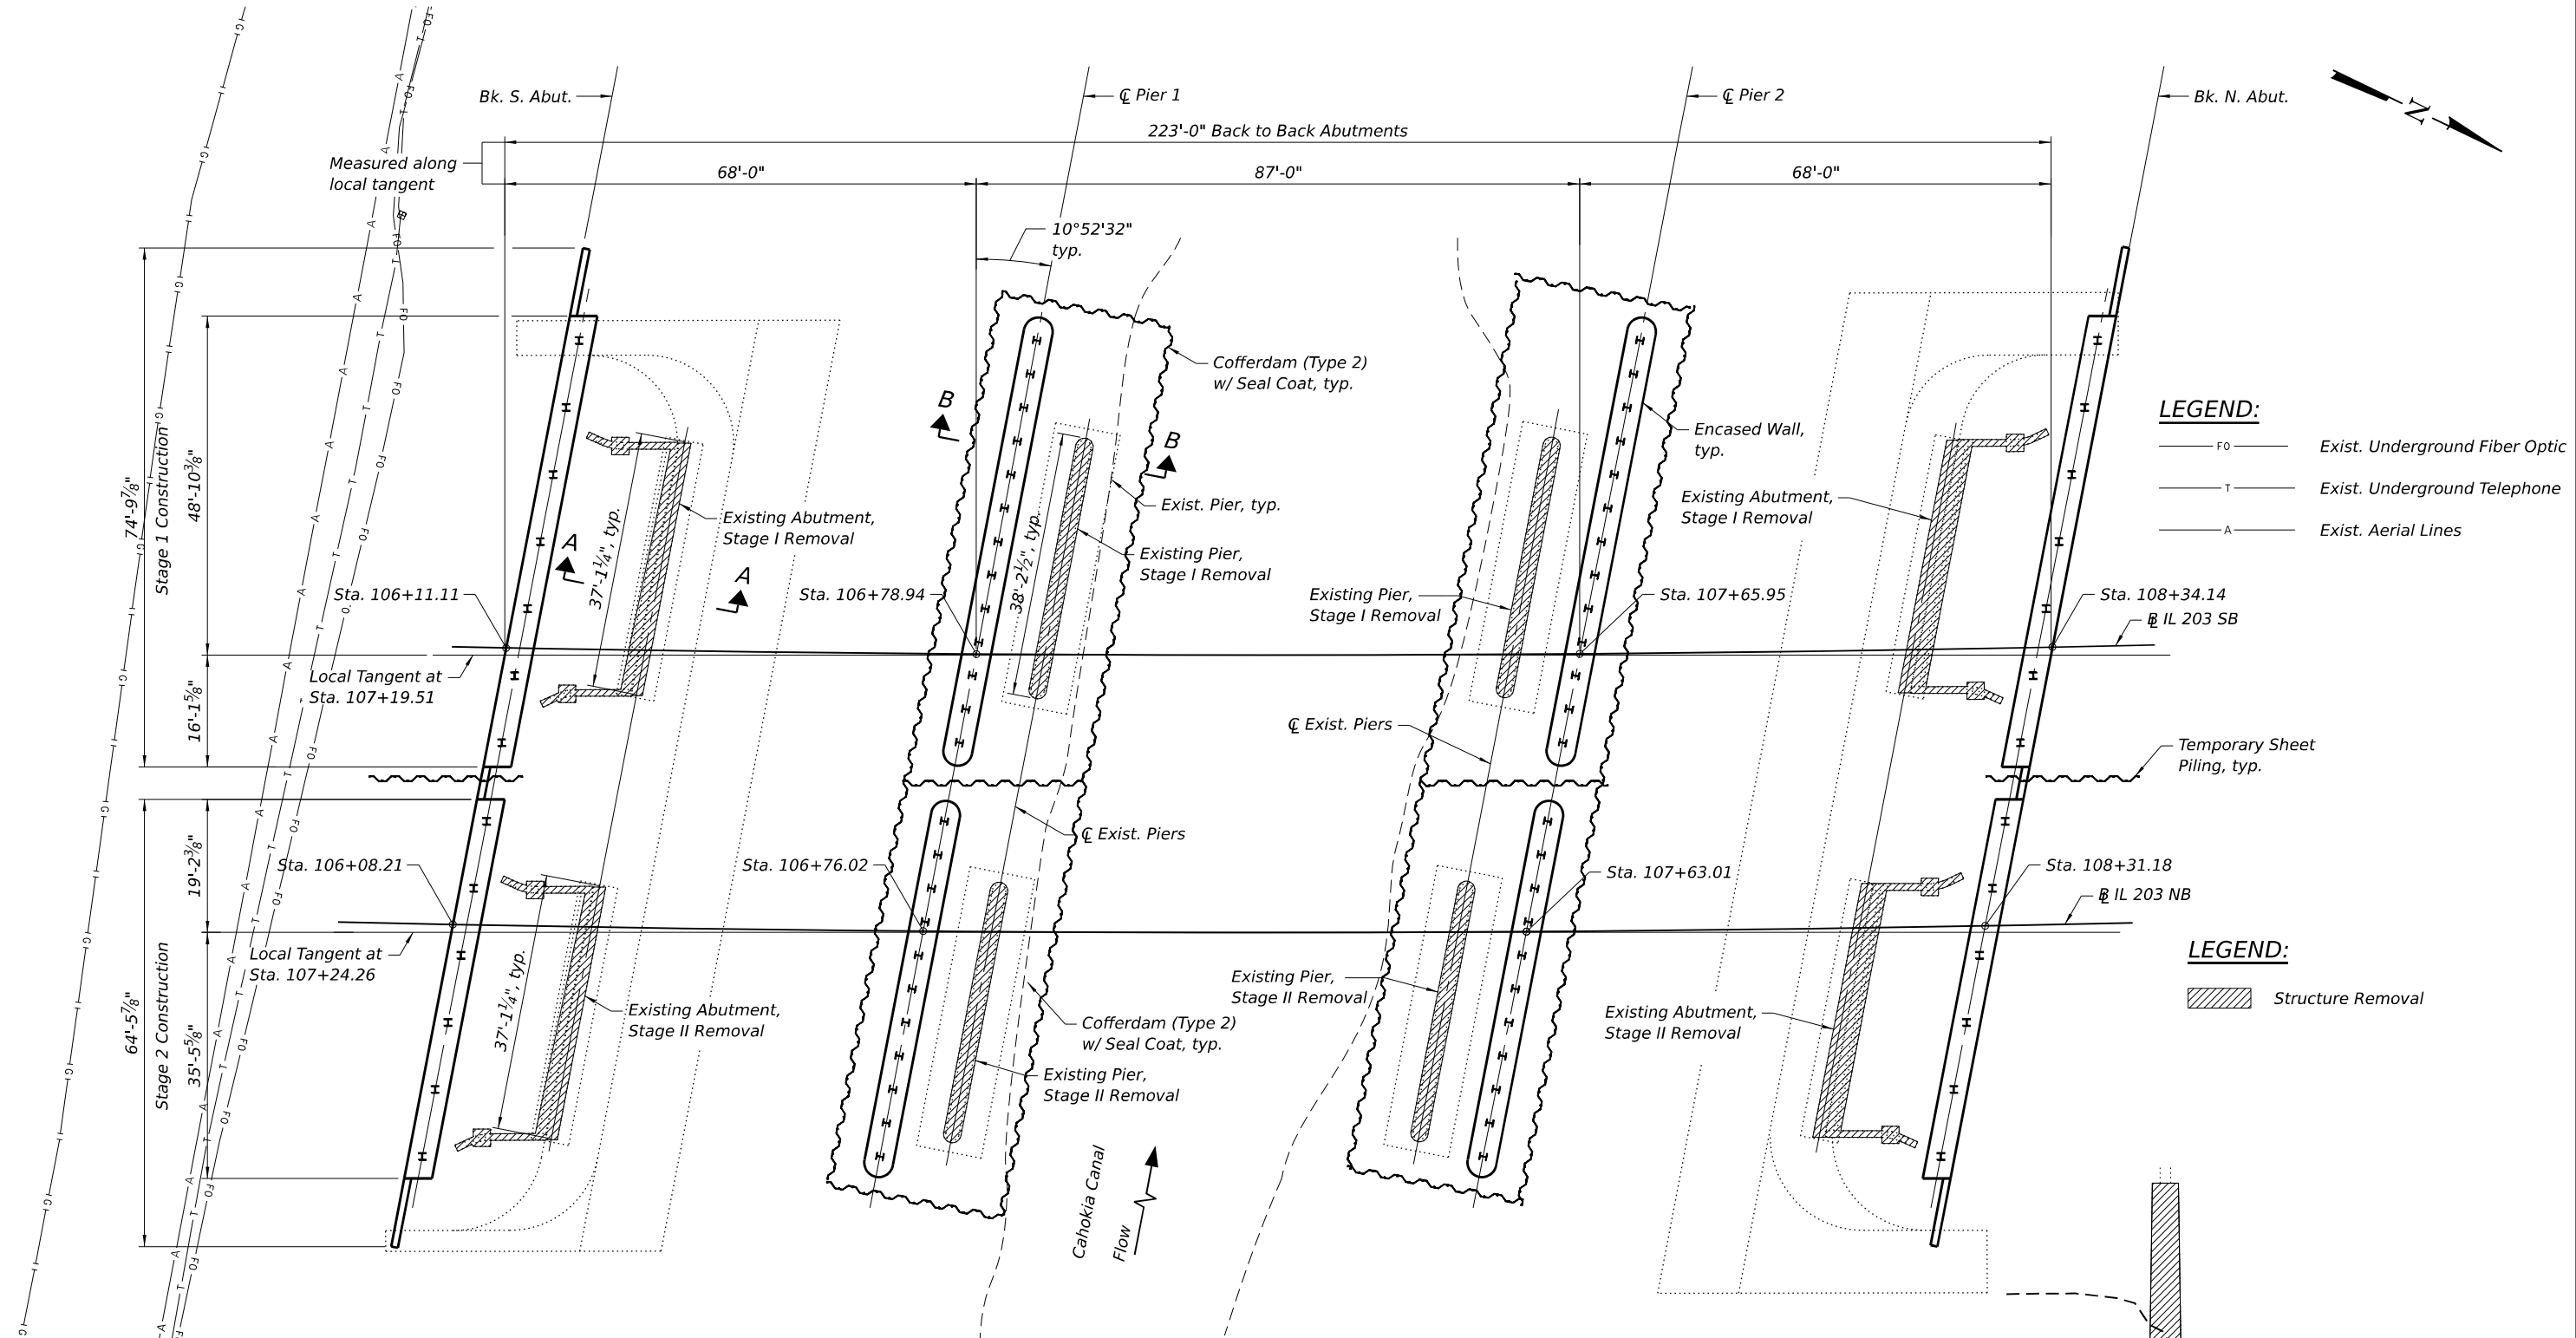 Bk. S. Abut.
℄ Pier 1
℄ Pier 2
Bk. N. Abut.
N
223'-0" Back to Back Abutments
Measured along
local tangent
68'-0"
87'-0"
68'-0"
10°52'32"
typ.
Cofferdam (Type 2)
w/ Seal Coat, typ.
B
B
Encased Wall,
typ.
LEGEND:
FO
Exist. Underground Fiber Optic
T
Exist. Underground Telephone
A
Exist. Aerial Lines
74'-9⅞"
Stage 1 Construction
48'-10⅜"
Existing Abutment,
Stage I Removal
37'-1¼", typ.
A
A
Exist. Pier, typ.
Existing Pier,
Stage I Removal
38'-2½", typ.
Existing Abutment,
Stage I Removal
Existing Pier,
Stage I Removal
Sta. 106+11.11
Sta. 106+78.94
Sta. 107+65.95
Sta. 108+34.14
B IL 203 SB
Local Tangent at
Sta. 107+19.51
16'-1⅝"
℄ Exist. Piers
Temporary Sheet
Piling, typ.
℄ Exist. Piers
19'-2⅜"
Sta. 106+08.21
Sta. 106+76.02
Sta. 107+63.01
Sta. 108+31.18
B IL 203 NB
Local Tangent at
Sta. 107+24.26
64'-5⅞"
Stage 2 Construction
35'-5⅝"
37'-1¼", typ.
Existing Abutment,
Stage II Removal
Existing Pier,
Stage II Removal
Cofferdam (Type 2)
w/ Seal Coat, typ.
Existing Pier,
Stage II Removal
Existing Abutment,
Stage II Removal
LEGEND:
Structure Removal
Cahokia Canal
Flow